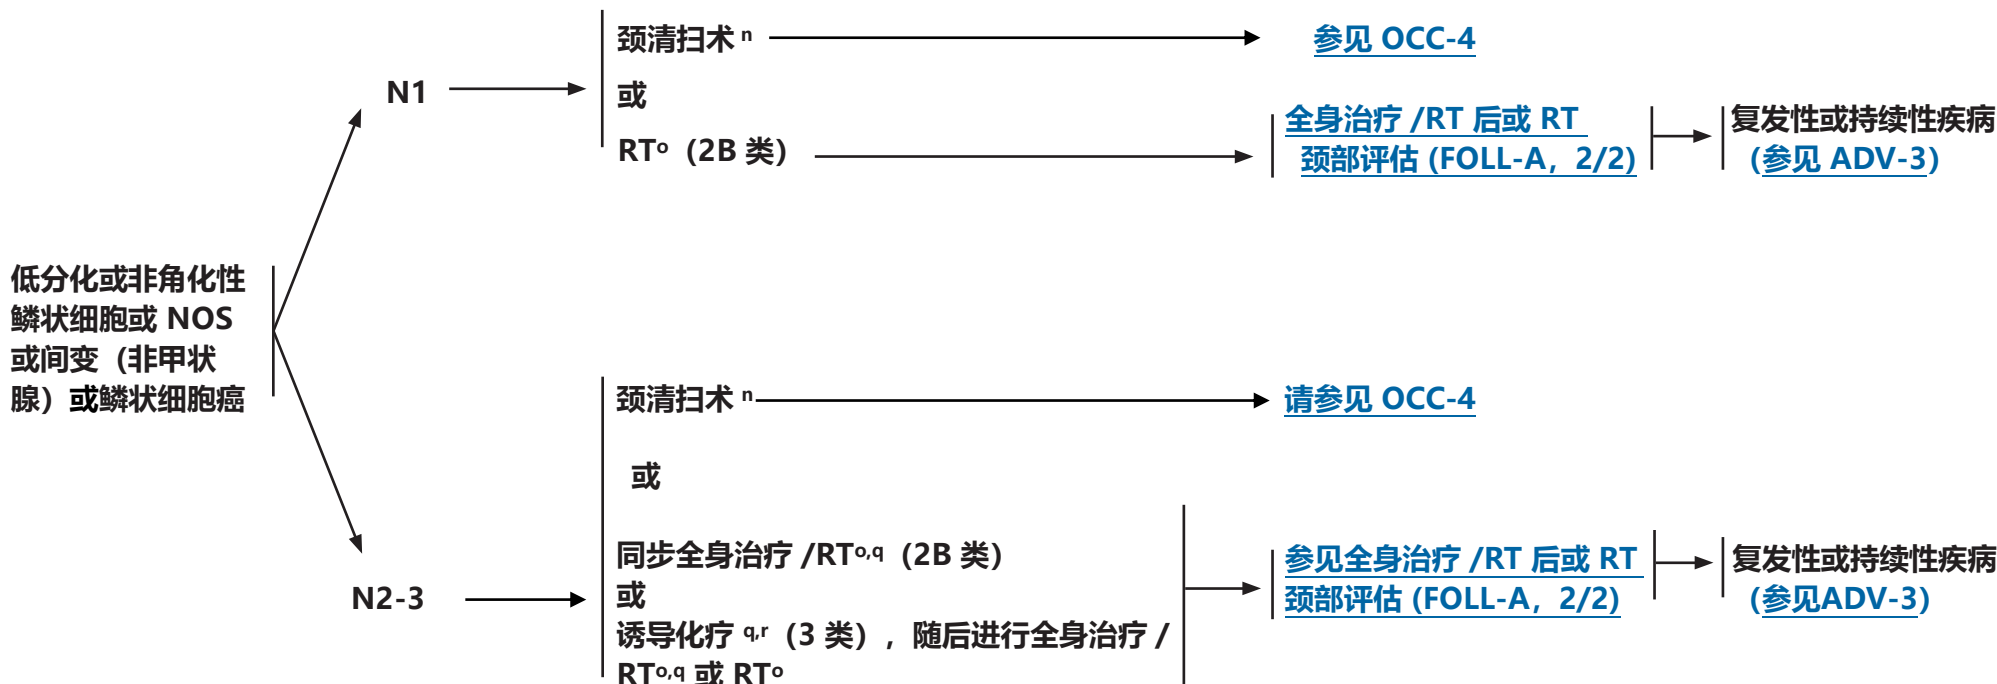 颈清扫术 n
参见 OCC-4
N1
或
RTo（2B 类）
全身治疗 /RT 后或 RT
颈部评估 (FOLL-A，2/2)
复发性或持续性疾病
（参见 ADV-3）
低分化或非角化性
鳞状细胞或 NOS
或间变（非甲状
腺）或鳞状细胞癌
颈清扫术 n
请参见 OCC-4
或
N2-3
同步全身治疗 /RTo,q（2B 类）
或
诱导化疗 q,r（3 类），随后进行全身治疗 /
RTo,q 或 RTo
参见全身治疗 /RT 后或 RT
颈部评估 (FOLL-A，2/2)
复发性或持续性疾病
（参见ADV-3）